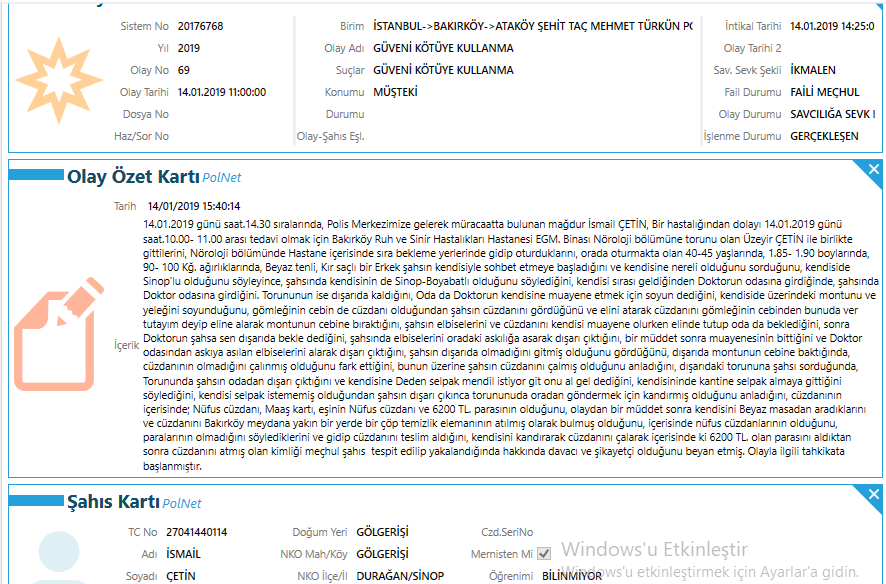 Sistem No 20176768 Birim İSTANBUL->BAKIRKÖY->ATAKÖY ŞEHİT TAÇ MEHMET TÜRKÜN PO İntikal Tarihi 14.01.2019 14:25:0
Yıl 2019 Olay Adı GÜVENİ KÖTÜYE KULLANMA Olay Tarihi 2
Olay No 69 Suçlar GÜVENİ KÖTÜYE KULLANMA Sav. Sevk Şekli İKMALEN
Olay Tarihi 14.01.2019 11:00:00 Konumu MÜŞTEKİ Fail Durumu FAİLİ MEÇHUL
Dosya No Durumu Olay Durumu SAVCILIĞA SEVK
Haz/Sor No Olay-Şahıs Eşl. İşlenme Durumu GERÇEKLEŞEN
Olay Özet Kartı PolNet
Tarih 14/01/2019 15:40:14
14.01.2019 günü saat.14.30 sıralarında, Polis Merkezimize gelerek müracaatta bulunan mağdur İsmail ÇETİN, Bir hastalığından dolayı 14.01.2019 günü
saat.10.00- 11.00 arası tedavi olmak için Bakırköy Ruh ve Sinir Hastalıkları Hastanesi EGM. Binası Nöroloji bölümüne torunu olan Üzeyir ÇETİN ile birlikte
gittilerini, Nöroloji bölümünde Hastane içerisinde sıra bekleme yerlerinde gidip oturduklarını, orada oturmakta olan 40-45 yaşlarında, 1.85- 1.90 boylarında,
90- 100 Kğ. ağırlıklarında, Beyaz tenli, Kır saçlı bir Erkek şahsın kendisiyle sohbet etmeye başladığını ve kendisine nereli olduğunu sorduğunu, kendiside
Sinop'lu olduğunu söyleyince, şahsında kendisinin de Sinop-Boyabatlı olduğunu söylediğini, kendisi sırası geldiğinden Doktorun odasına girdiğinde, şahsında
Doktor odasına girdiğini. Torununun ise dışarıda kaldığını, Oda da Doktorun kendisine muayene etmek için soyun dediğini, kendiside üzerindeki montunu ve
yeleğini soyunduğunu, gömleğinin cebin de cüzdanı olduğundan şahsın cüzdanını gördüğünü ve elini atarak cüzdanını gömleğinin cebinden bunuda ver
tutayım deyip eline alarak montunun cebine bıraktığını, şahsın elbiselerini ve cüzdanını kendisi muayene olurken elinde tutup oda da beklediğini, sonra
Doktorun şahsa sen dışarıda bekle dediğini, şahsında elbiselerini oradaki askılığa asarak dışarı çıktığını, bir müddet sonra muayenesinin bittiğini ve Doktor
odasından askıya asılan elbiselerini alarak dışarı çıktığını, şahsın dışarıda olmadığını gitmiş olduğunu gördüğünü, dışarıda montunun cebine baktığında,
İçerik
cüzdanının olmadığını çalınmış olduğunu fark ettiğini, bunun üzerine şahsın cüzdanını çalmış olduğunu anladığını, dışarıdaki torununa şahsı sorduğunda,
Torununda şahsın odadan dışarı çıktığını ve kendisine Deden selpak mendil istiyor git onu al gel dediğini, kendisininde kantine selpak almaya gittiğini
söylediğini, kendisi selpak istememiş olduğundan şahsın dışarı çıkınca torununuda oradan göndermek için kandırmış olduğunu anladığını, cüzdanının
içerisinde; Nüfus cüzdanı, Maaş kartı, eşinin Nüfus cüzdanı ve 6200 TL. parasının olduğunu, olaydan bir müddet sonra kendisini Beyaz masadan aradıklarını
ve cüzdanını Bakırköy meydana yakın bir yerde bir çöp temizlik elemanının atılmış olarak bulmuş olduğunu, içerisinde nüfus cüzdanlarının olduğunu,
paralarının olmadığını söylediklerini ve gidip cüzdanını teslim aldığını, kendisini kandırarak cüzdanını çalarak içerisinde ki 6200 TL. olan parasını aldıktan
sonra cüzdanını atmış olan kimliği meçhul şahıs tespit edilip yakalandığında hakkında davacı ve şikayetçi olduğunu beyan etmiş. Olayla ilgili tahkikata
başlanmıştır.
Şahıs Kartı PolNet
TC No 27041440114 Doğum Yeri GÖLGERİŞİ Czd.SeriNo
Adı İSMAİL NKO Mah/Köy GÖLGERİŞİ Mernisten Mi
Soyadı ÇETİN NKO İlçe/İl DURAĞAN/SİNOP Öğrenimi BİLİNMİYOR
Windows'u Etkinleştir
Windows'u etkinleştirmek için Ayarlar'a gidin.